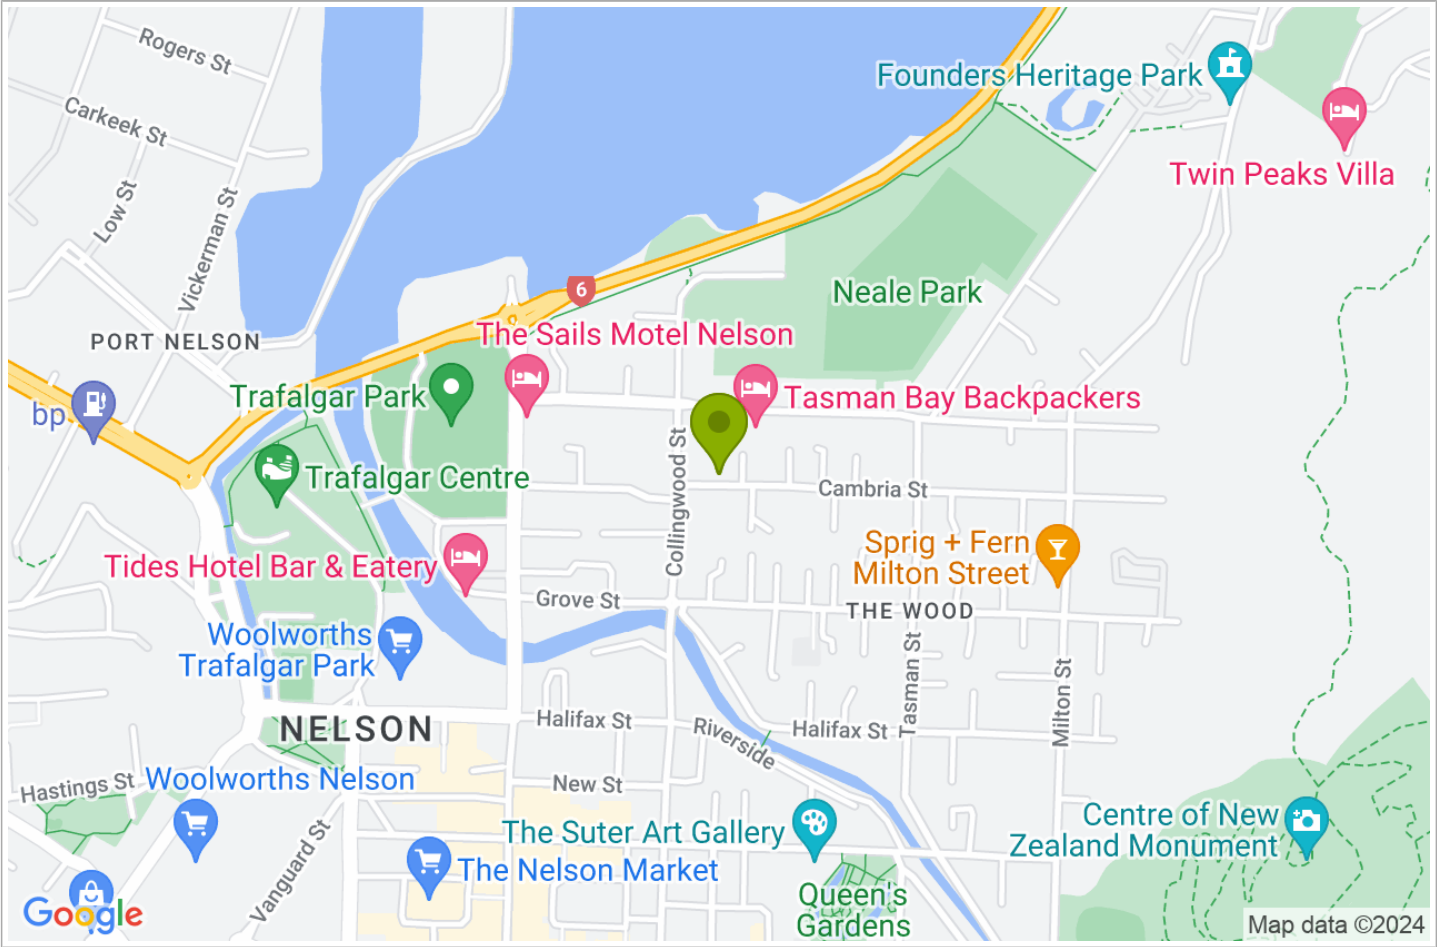 Rogers St
Founders Heritage Park
Carkeek St
Twin Peaks Villa
Low St
Vickerman St
6
Neale Park
PORT NELSON
The Sails Motel Nelson
Trafalgar Park
Tasman Bay Backpackers
bp
Collingwood St
Trafalgar Centre
Cambria St
Sprig + Fern
Milton Street
Tides Hotel Bar & Eatery
Grove St
THE WOOD
Woolworths
Trafalgar Park
Tasman St
Milton St
NELSON
Halifax St
Riverside
Halifax St
Hastings St
Woolworths Nelson
New St
Centre of New
Zealand Monument
The Suter Art Gallery
Vanguard St
The Nelson Market
Queen's
Gardens
Google
Map data ©2024